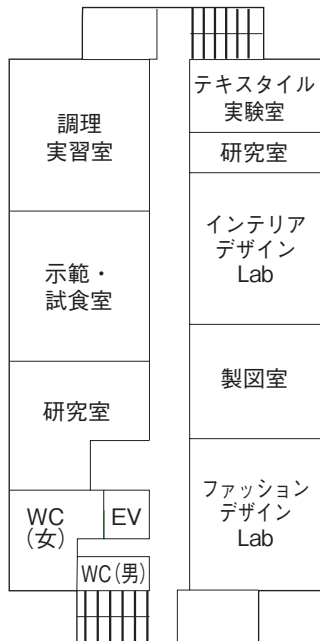 調理
実習室
示範・
試食室
研究室
WC
(女)
EV
WC(男)
テキスタイル
実験室
研究室
インテリア
デザイン
Lab
製図室
ファッション
デザイン
Lab